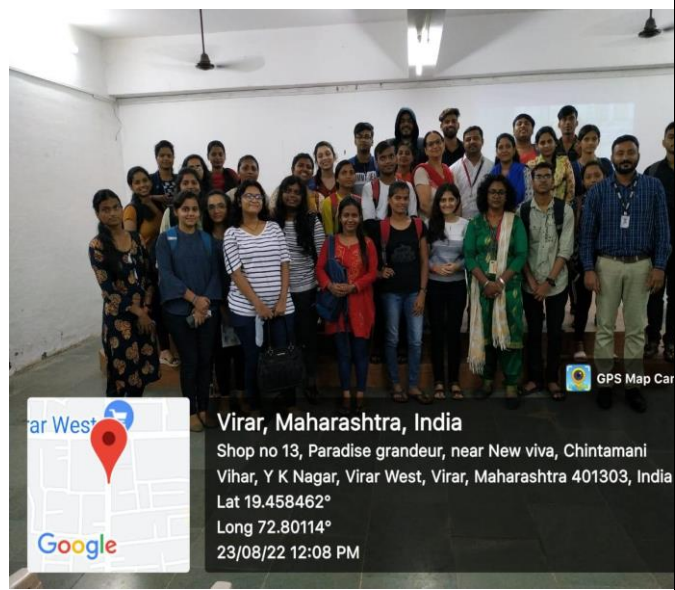 GPS Map Car
rar West
Google
Virar, Maharashtra, India
Shop no 13, Paradise grandeur, near New viva, Chintamani
Vihar, Y K Nagar, Virar West, Virar, Maharashtra 401303, India
Lat 19.458462°
Long 72.80114°
23/08/22 12:08 PM